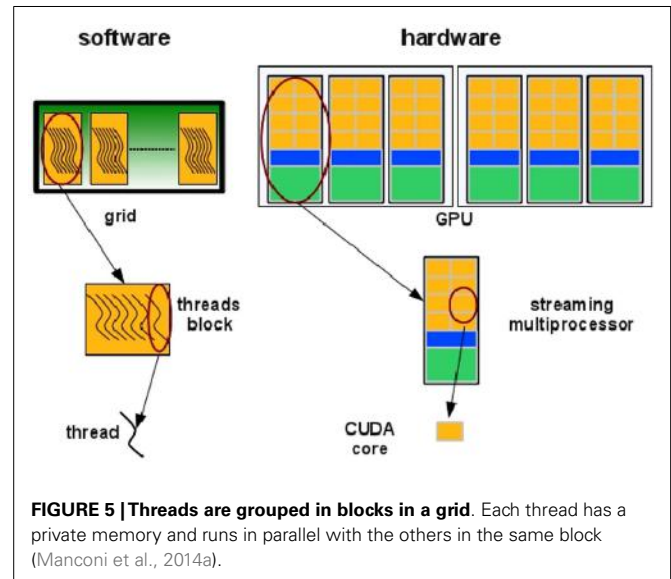 software
hardware
grid
GPU
threads
block
streaming
multiprocessor
thread
CUDA
core
FIGURE 5 | Threads are grouped in blocks in a grid. Each thread has a
private memory and runs in parallel with the others in the same block
(Manconi et al., 2014a).